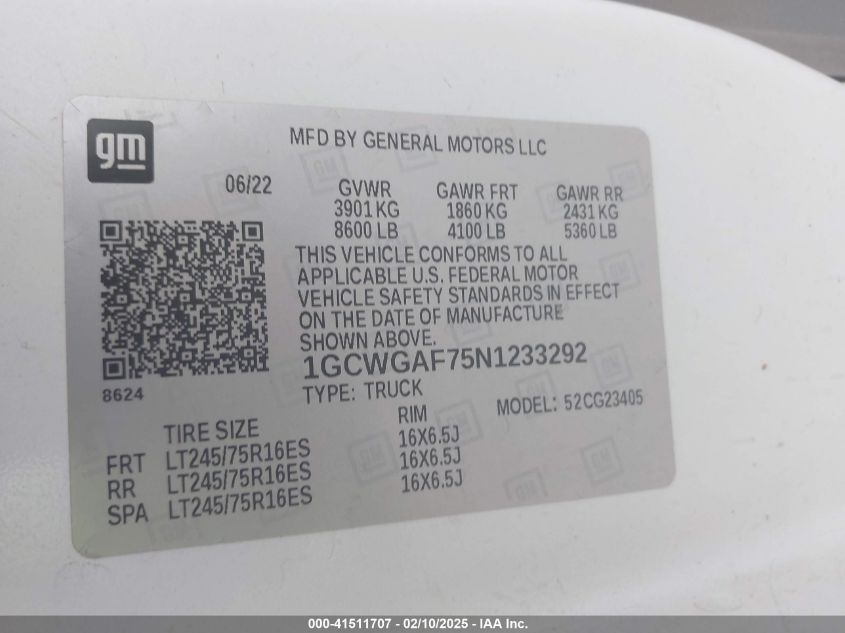 gm
MFD BY GENERAL MOTORS LLC
06/22
GVWR GAWR FRT GAWR RR
3901 KG 1860 KG 2431 KG
8600 LB 4100 LB 5360 LB
THIS VEHICLE CONFORMS TO ALL
APPLICABLE U.S. FEDERAL MOTOR
VEHICLE SAFETY STANDARDS IN EFFECT
ON THE DATE OF MANUFACTURE
SHOWN ABOVE.
1GCWGAF75N1233292
8624
TYPE: TRUCK MODEL: 52CG23405
TIRE SIZE RIM
FRT LT245/75R16ES 16X6.5J
RR LT245/75R16ES 16X6.5J
SPA LT245/75R16ES 16X6.5J
000-41511707 - 02/10/2025 - IAA Inc.